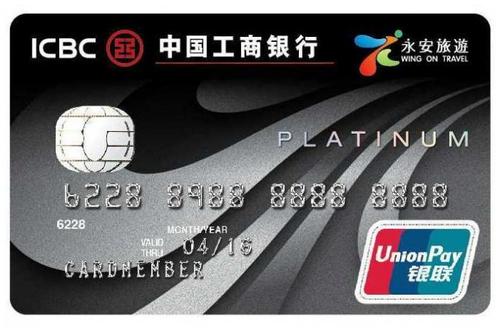 ICBC 中国工商银行 永安旅遊
WING ON TRAVEL
PLATINUM
6228 8988 8888 8888
6228
MONTH/YEAR
VALID THRU 04/16
CARDMEMBER
UnionPay
银联